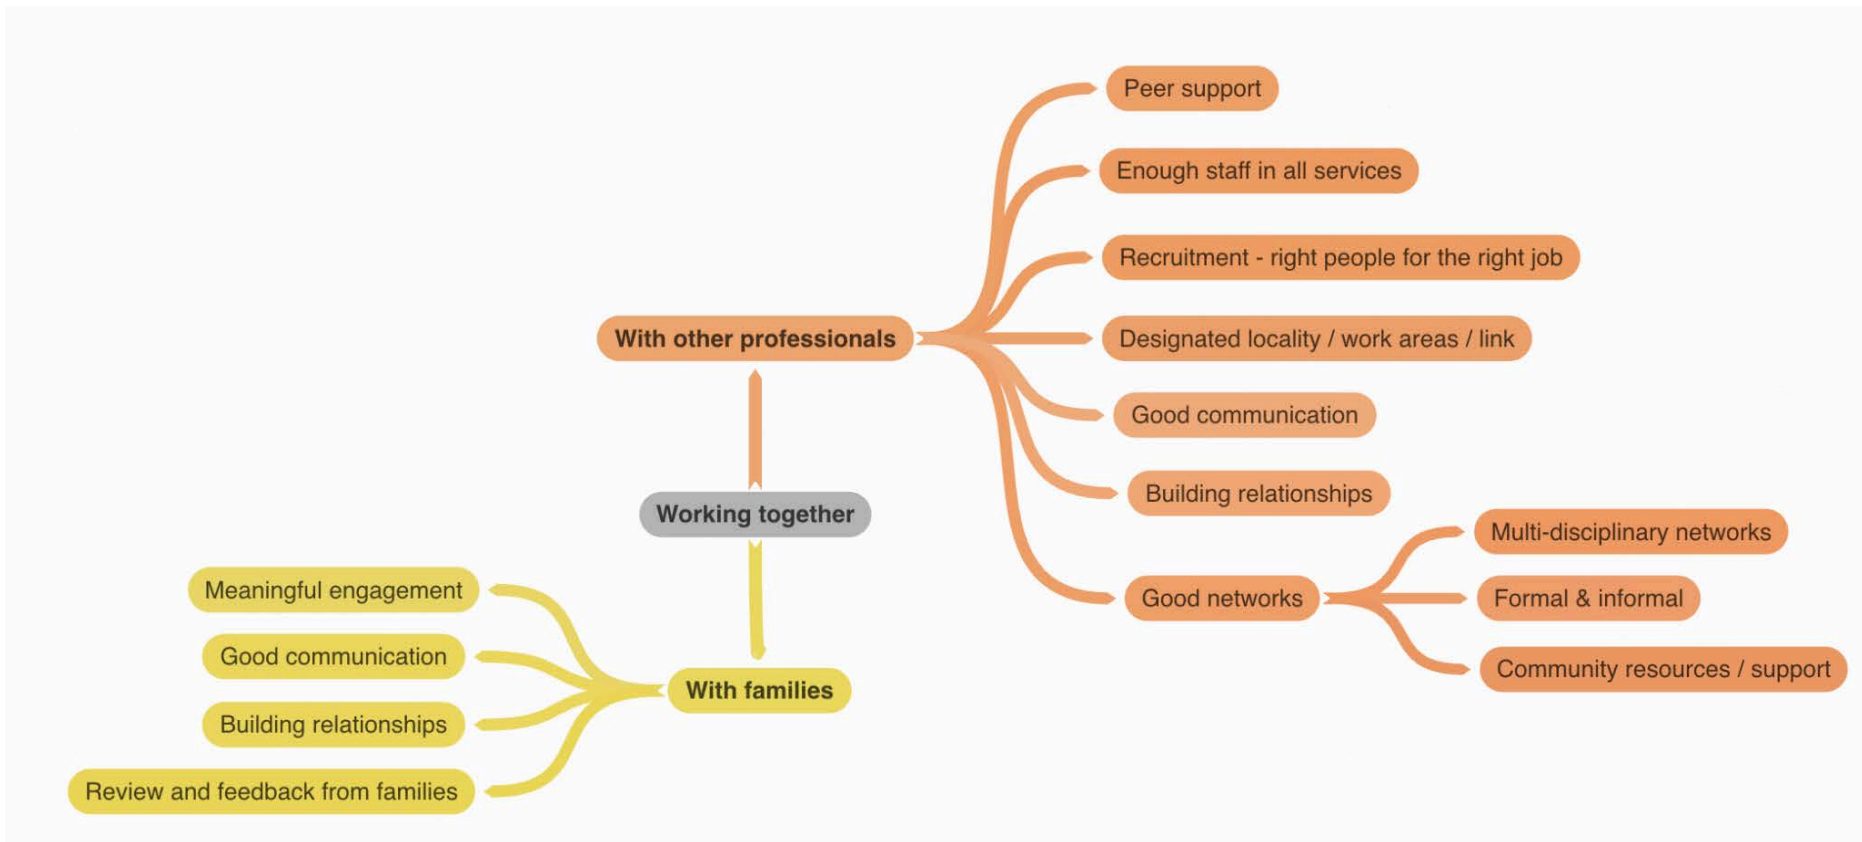 Peer support
Enough staff in all services
Recruitment - right people for the right job
With other professionals
Designated locality / work areas / link
Good communication
Building relationships
Good networks
Multi-disciplinary networks
Formal & informal
Community resources / support
Working together
With families
Meaningful engagement
Good communication
Building relationships
Review and feedback from families